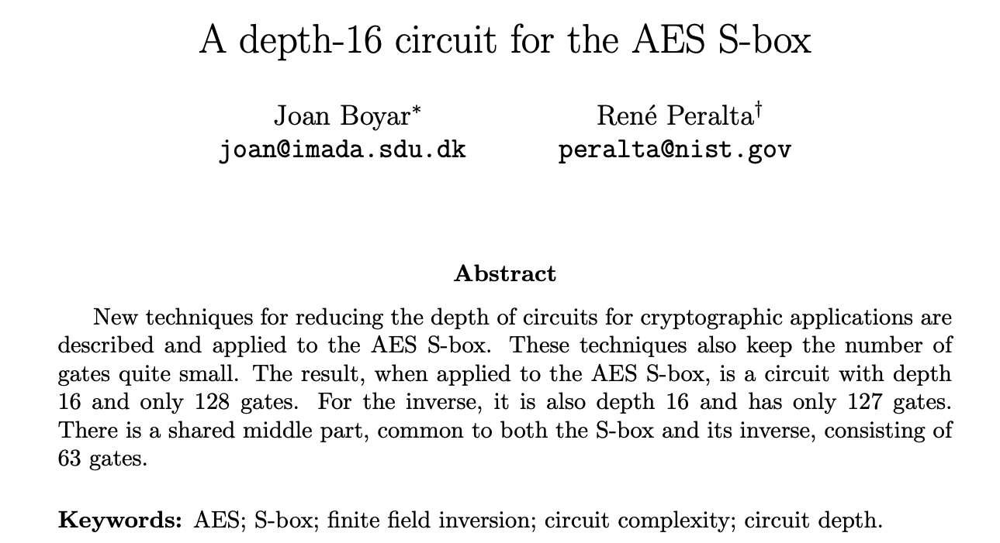 A depth-16 circuit for the AES S-box
Joan Boyar* René Peralta†
joan@imada.sdu.dk peralta@nist.gov
Abstract
New techniques for reducing the depth of circuits for cryptographic applications are
described and applied to the AES S-box. These techniques also keep the number of
gates quite small. The result, when applied to the AES S-box, is a circuit with depth
16 and only 128 gates. For the inverse, it is also depth 16 and has only 127 gates.
There is a shared middle part, common to both the S-box and its inverse, consisting of
63 gates.
Keywords: AES; S-box; finite field inversion; circuit complexity; circuit depth.